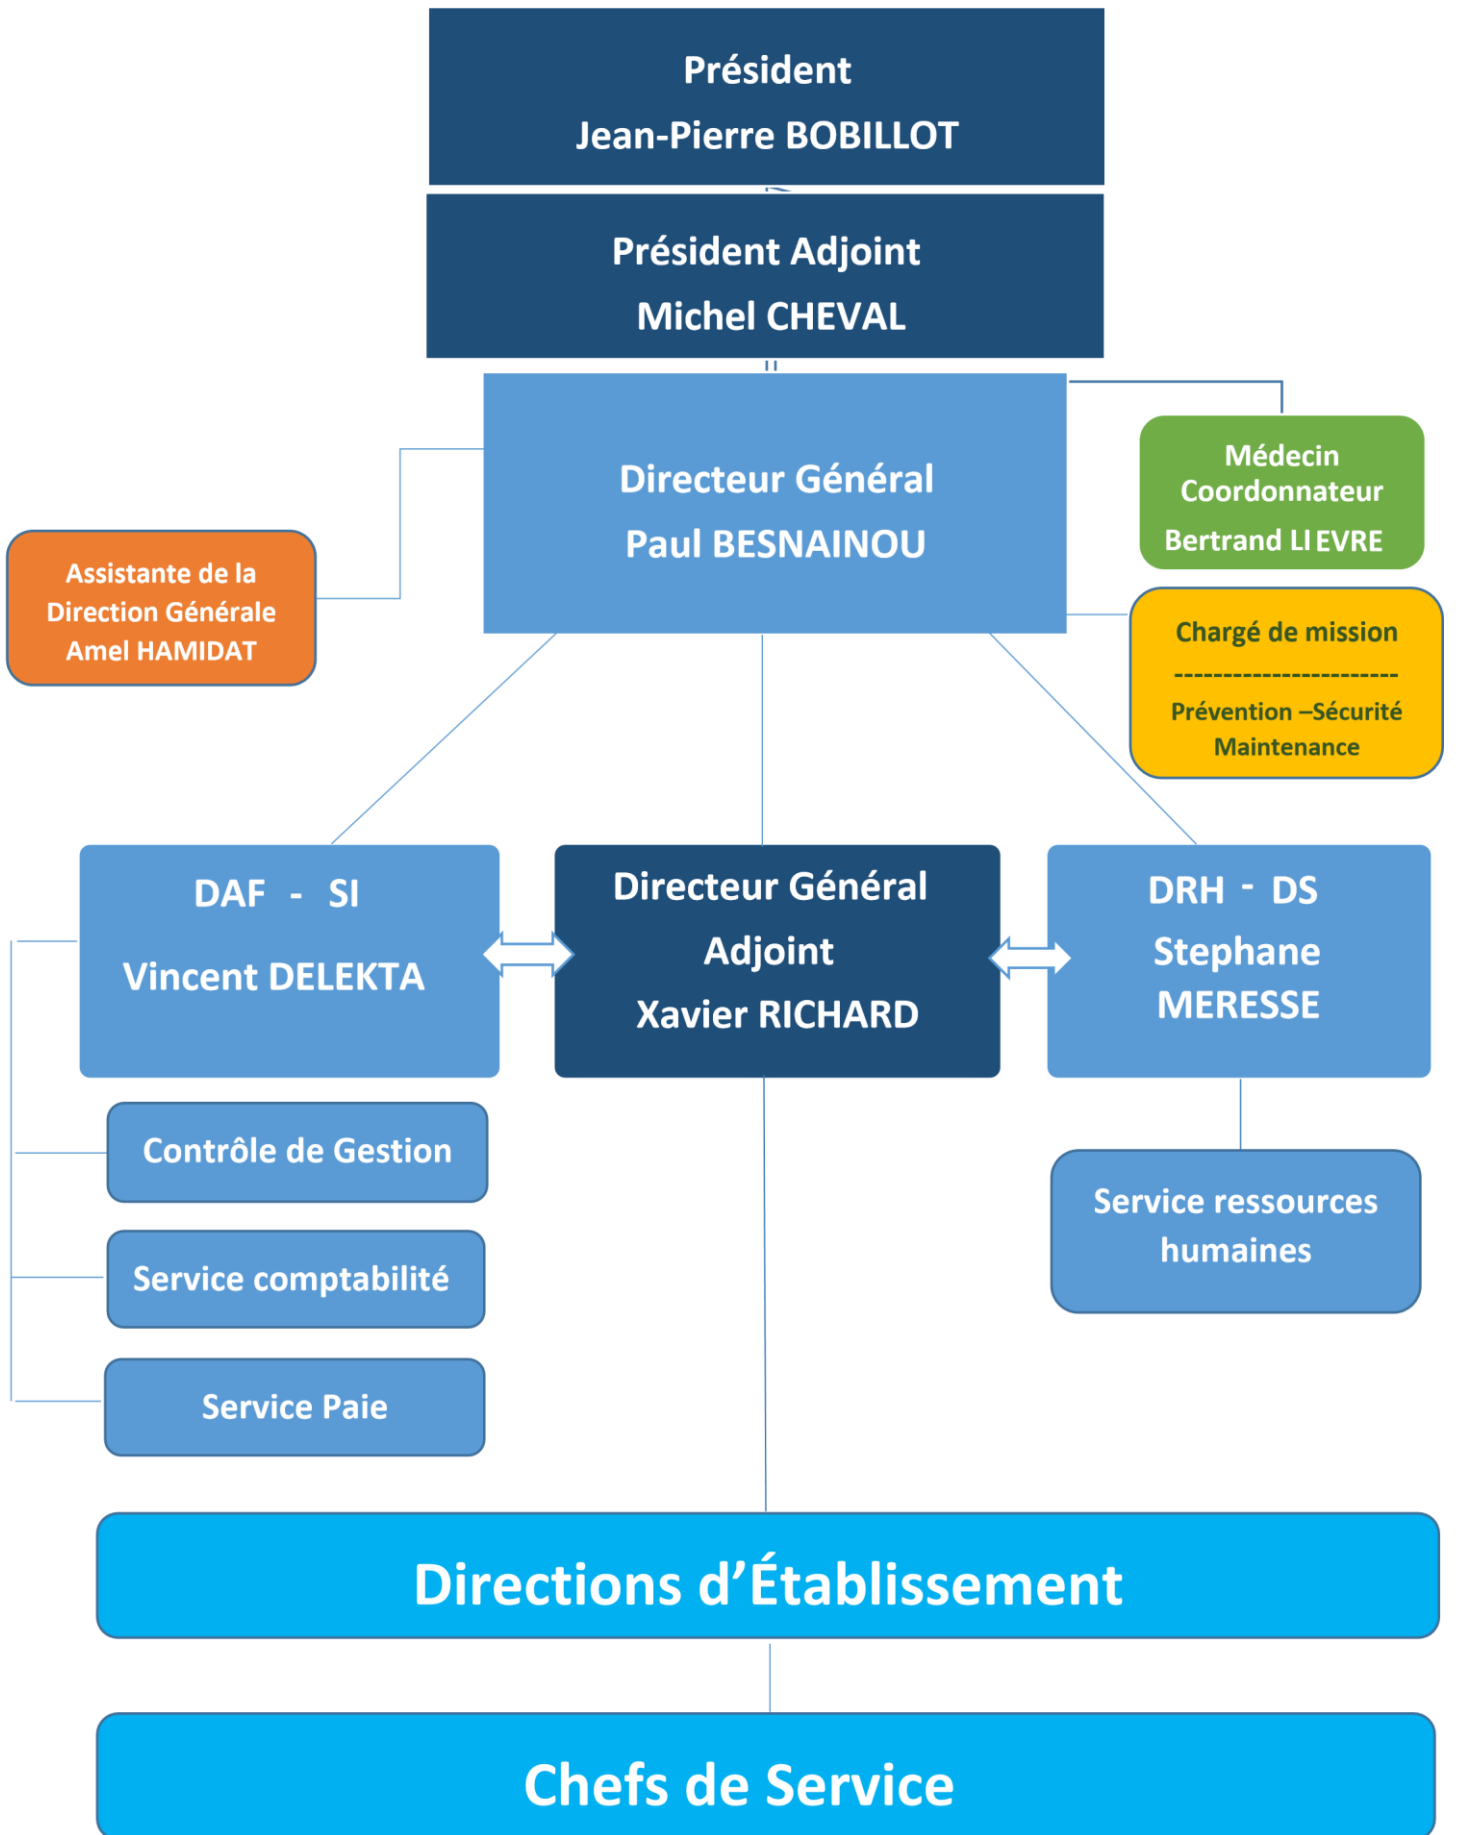 Président
Jean-Pierre BOBILLOT
Président Adjoint
Michel CHEVAL
Directeur Général
Paul BESNAINOU
Médecin
Coordonnateur
Bertrand LIEVRE
Assistante de la
Direction Générale
Amel HAMIDAT
Chargé de mission
-----------------------
Prévention –Sécurité
Maintenance
DAF - SI
Vincent DELEKTA
Directeur Général
Adjoint
Xavier RICHARD
DRH - DS
Stephane
MERESSE
Contrôle de Gestion
Service comptabilité
Service Paie
Service ressources
humaines
Directions d’Établissement
Chefs de Service